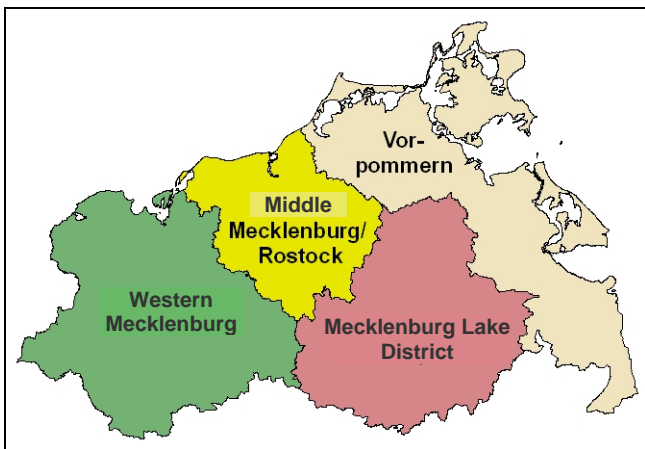 Vor-
pommern
Middle
Mecklenburg/
Rostock
Western
Mecklenburg
Mecklenburg Lake
District